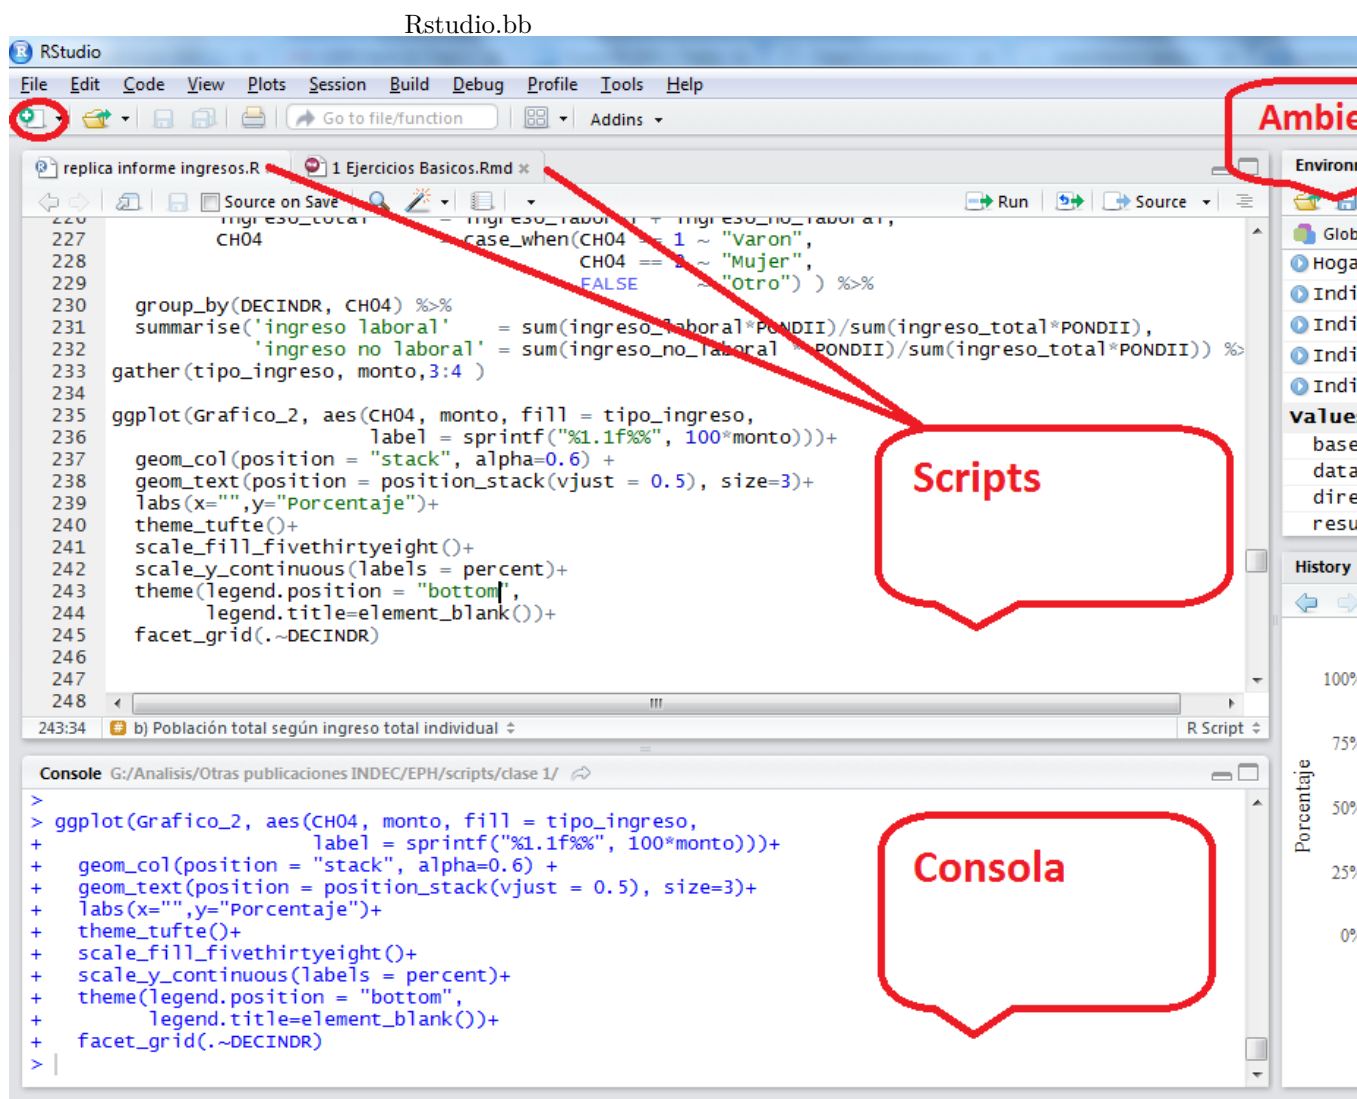 Rstudio.bb
RStudio
File Edit Code View Plots Session Build Debug Profile Tools Help
Go to file/function Addins
Ambie
replica informe ingresos.R 1 Ejercicios Basicos.Rmd
Environ
Source on Save Run Source
226 ingreso_total = ingreso_laboral + ingreso_no_laboral,
227 CH04 = case_when(CH04 == 1 ~ "Varon",
228 CH04 == 2 ~ "Mujer",
229 FALSE ~ "Otro") ) %>%
230 group_by(DECINDR, CH04) %>%
231 summarise('ingreso laboral' = sum(ingreso_laboral*PONDII)/sum(ingreso_total*PONDII),
232 'ingreso no laboral' = sum(ingreso_no_laboral * PONDII)/sum(ingreso_total*PONDII)) %>
233 gather(tipo_ingreso, monto,3:4 )
234
235 ggplot(Grafico_2, aes(CH04, monto, fill = tipo_ingreso,
236 label = sprintf("%1.1f%%", 100*monto)))+
237 geom_col(position = "stack", alpha=0.6) +
238 geom_text(position = position_stack(vjust = 0.5), size=3)+
239 labs(x="",y="Porcentaje")+
240 theme_tufte()+
241 scale_fill_fivethirtyeight()+
242 scale_y_continuous(labels = percent)+
243 theme(legend.position = "bottom",
244 legend.title=element_blank())+
245 facet_grid(.~DECINDR)
246
247
248
Scripts
243:34 b) Población total según ingreso total individual R Script
Console G:/Analisis/Otras publicaciones INDEC/EPH/scripts/clase 1/
>
> ggplot(Grafico_2, aes(CH04, monto, fill = tipo_ingreso,
+ label = sprintf("%1.1f%%", 100*monto)))+
+ geom_col(position = "stack", alpha=0.6) +
+ geom_text(position = position_stack(vjust = 0.5), size=3)+
+ labs(x="",y="Porcentaje")+
+ theme_tufte()+
+ scale_fill_fivethirtyeight()+
+ scale_y_continuous(labels = percent)+
+ theme(legend.position = "bottom",
+ legend.title=element_blank())+
+ facet_grid(.~DECINDR)
>
Consola
Glob
Hoga
Indi
Indi
Indi
Indi
values
base
data
dire
resu
History
100%
75%
50%
25%
0%
Porcentaje